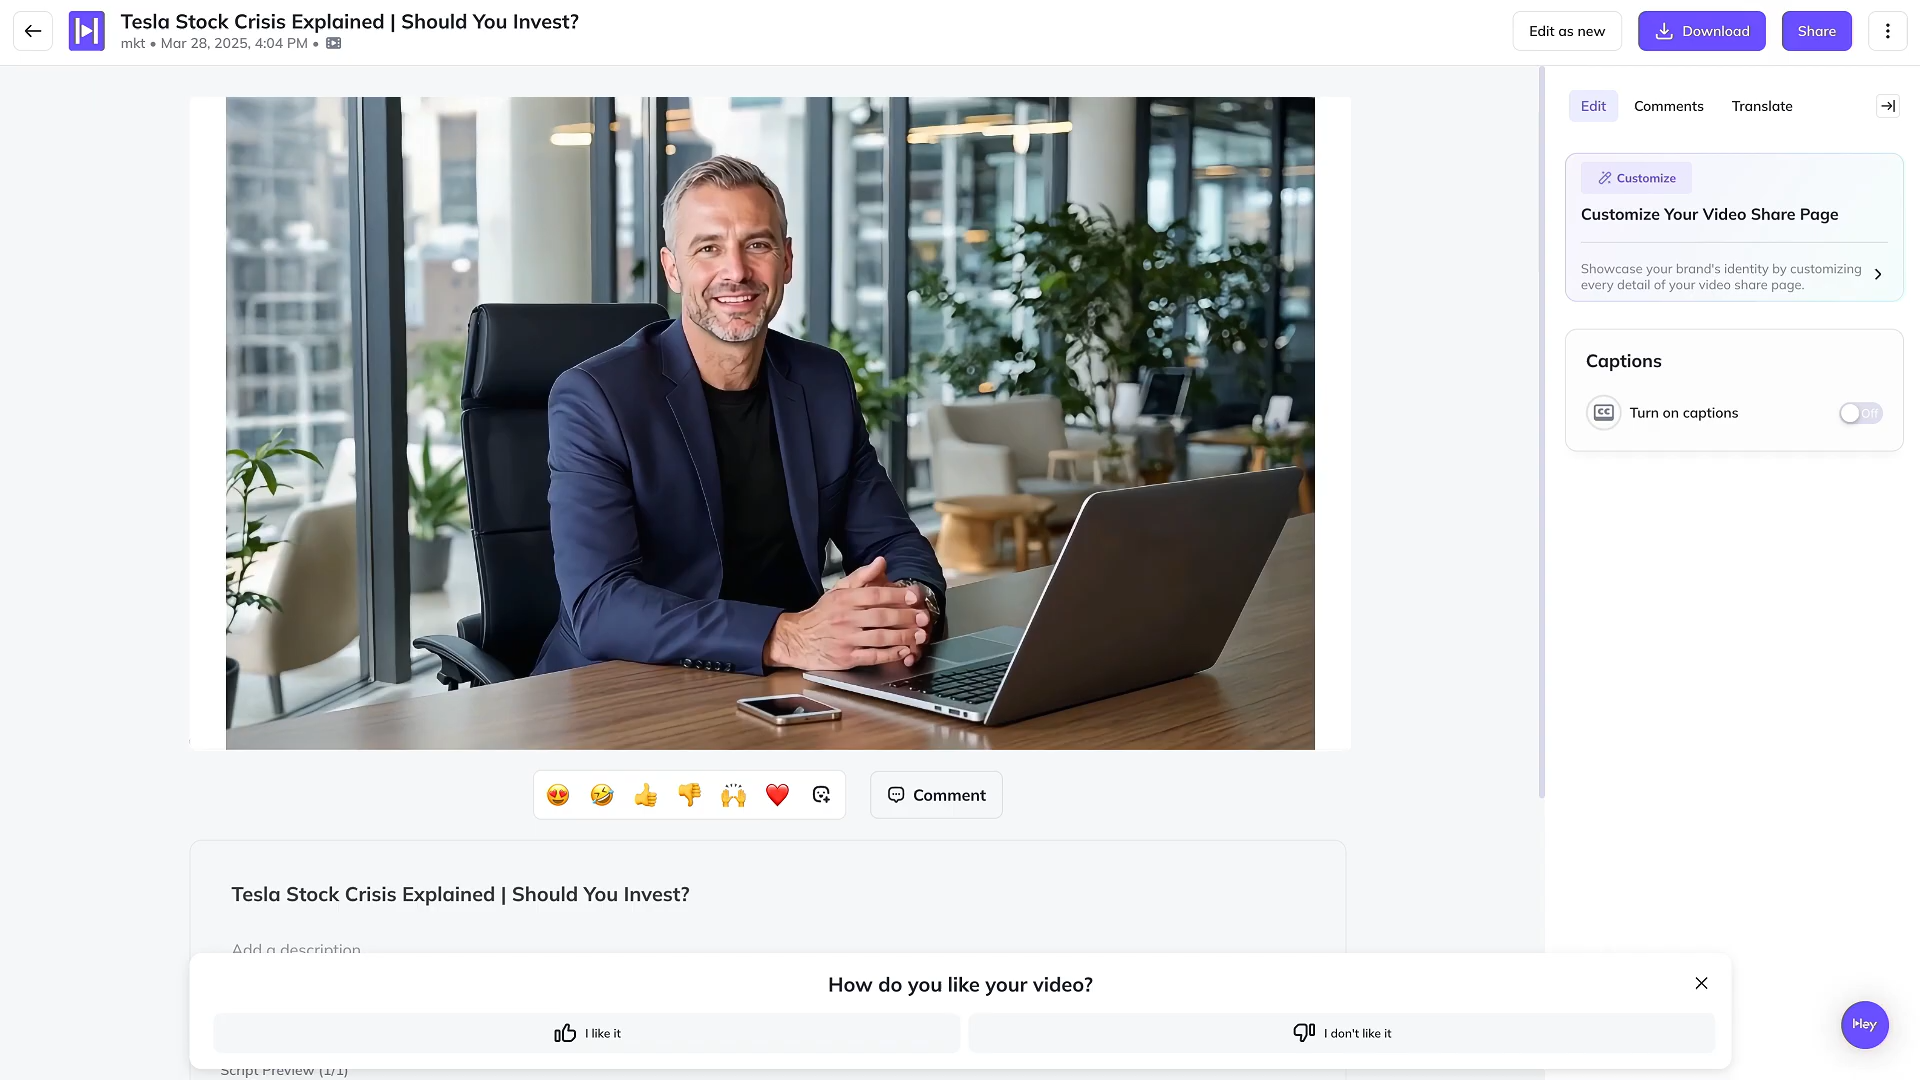 Tesla Stock Crisis Explained | Should You Invest?
mkt • Mar 28, 2025, 4:04 PM •
Edit as new
Download
Share
Edit
Comments
Translate
Customize
Customize Your Video Share Page
Showcase your brand's identity by customizing
every detail of your video share page.
Captions
CC
Turn on captions
Off
Comment
Tesla Stock Crisis Explained | Should You Invest?
Add a description
How do you like your video?
I like it
I don't like it
Hey
Script Preview (1/1)